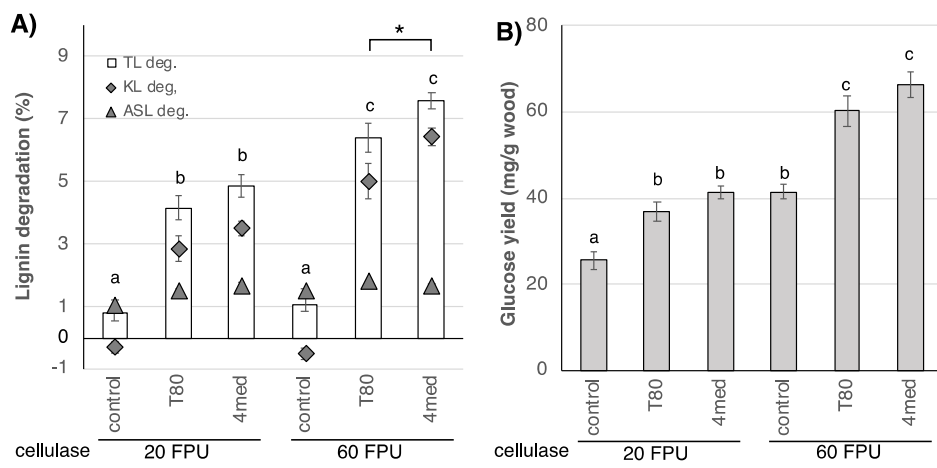 A)
Lignin degradation (%)
9
7
5
3
1
0
-1
TL deg.
KL deg,
ASL deg.
a
b
b
a
c
c
*
control
T80
4med
control
T80
4med
cellulase
20 FPU
60 FPU
B)
Glucose yield (mg/g wood)
80
60
40
20
0
a
b
b
b
c
c
control
T80
4med
control
T80
4med
cellulase
20 FPU
60 FPU